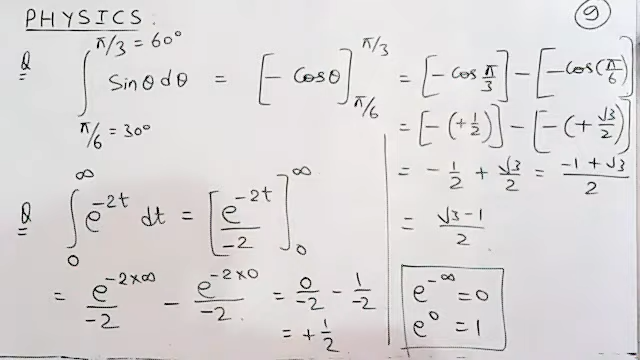 PHYSICS. 9
Q ∫_{π/6 = 30°}^{π/3 = 60°} Sinθ dθ = [- Cosθ]_{π/6}^{π/3} = [-cos π/3] - [-cos(π/6)]
= [-(+1/2)] - [-(+√3/2)]
= -1/2 + √3/2 = (-1+√3)/2
= (√3-1)/2
Q ∫_0^∞ e^{-2t} dt = [e^{-2t}/-2]_0^∞
= e^{-2×∞}/-2 - e^{-2×0}/-2. = 0/-2 - 1/-2
= +1/2
e^{-∞} = 0
e^0 = 1